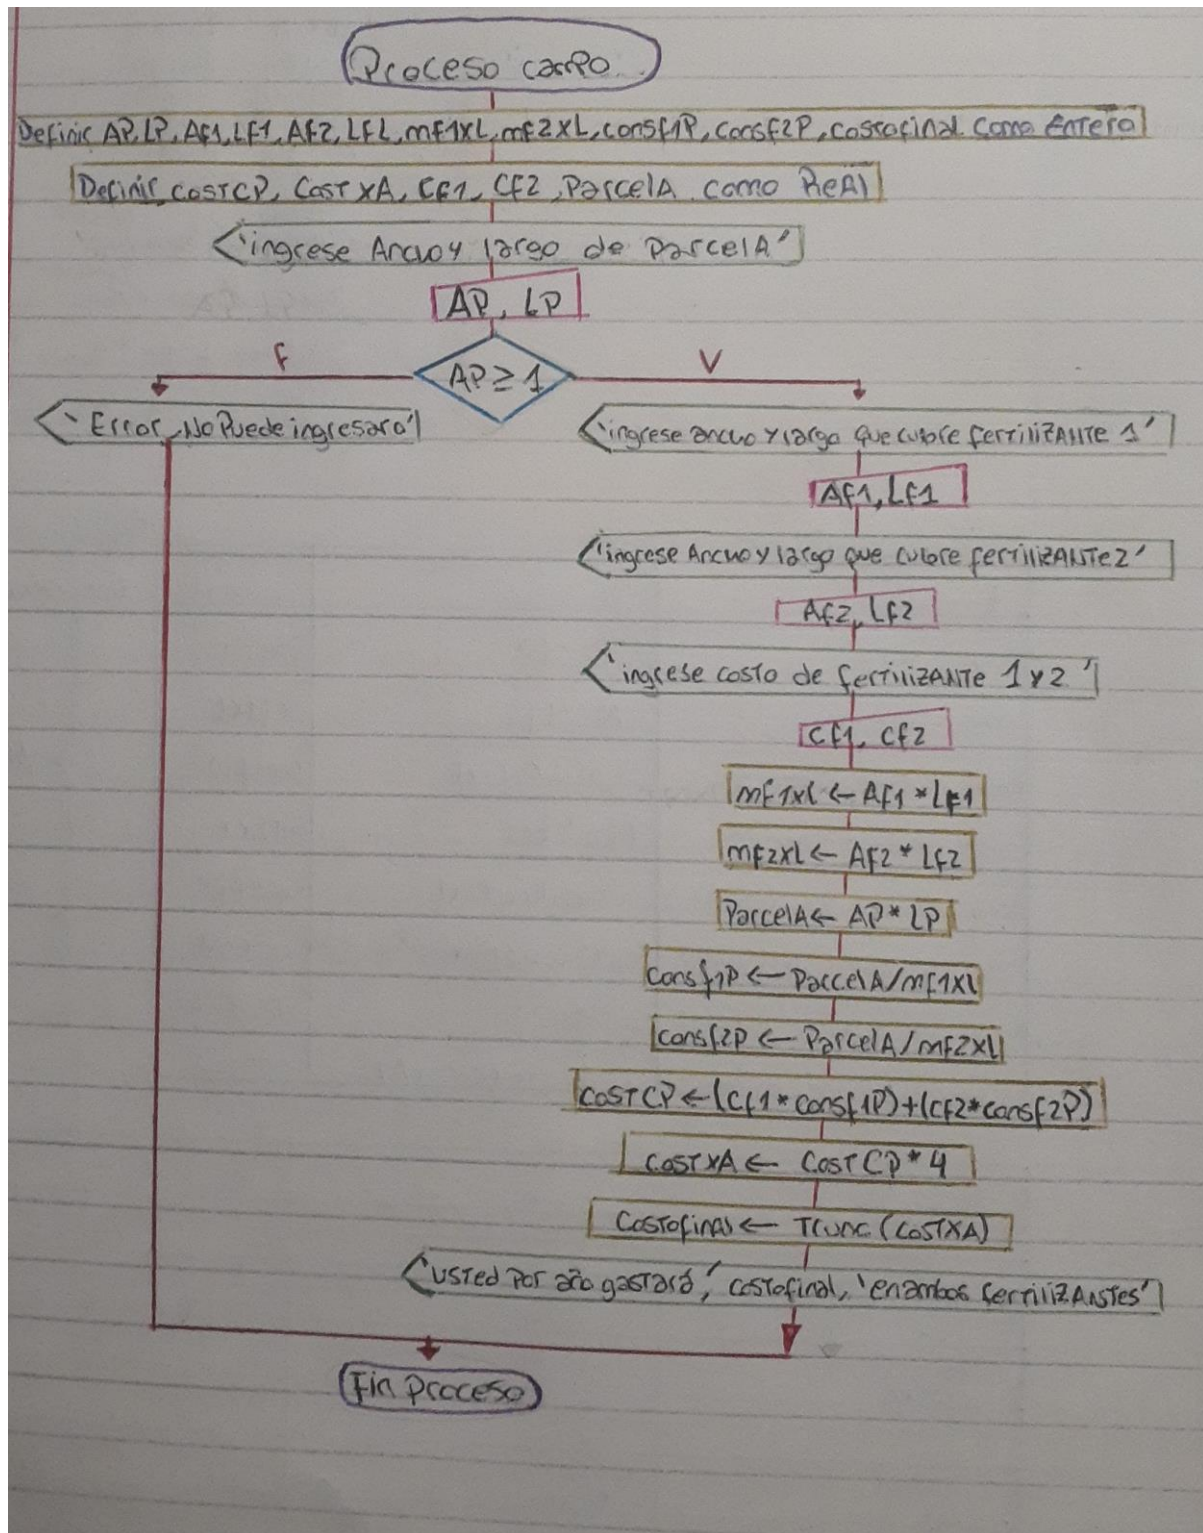 Proceso campo
Definir AP, LP, Af1, Lf1, Af2, LfL, mf1XL, mf2XL, consf1P, consf2P, costofinal como Entero
Definir costCP, CostXA, Cf1, Cf2, ParcelA como ReAl
'ingrese Ancho y largo de ParcelA'
AP, LP
AP ≥ 1
F
V
'Error, No Puede ingresar 0'
'ingrese ancho y largo que cubre fertiliZANTE 1'
Af1, Lf1
'ingrese Ancho y largo que cubre fertiliZANTE 2'
Af2, Lf2
'ingrese costo de fertiliZANTE 1 y 2'
Cf1, Cf2
mf1xL ← Af1 * Lf1
mf2xL ← Af2 * Lf2
ParcelA ← AP * LP
Consf1P ← ParcelA/mf1XL
consf2P ← ParcelA/mf2XL
COSTCP ← (Cf1*consf1P)+(cf2*consf2P)
COSTXA ← COSTCP * 4
Costofinal ← Trunc (COSTXA)
'usted Por año gastará', costofinal, 'en ambos fertiliZANTES'
Fin Proceso